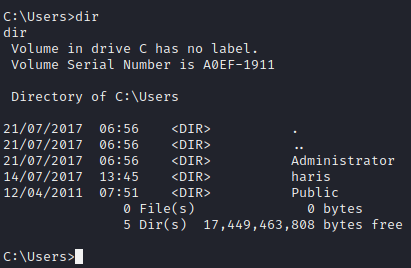 C:\Users>dir
dir
 Volume in drive C has no label.
 Volume Serial Number is A0EF-1911

 Directory of C:\Users

21/07/2017  06:56    <DIR>          .
21/07/2017  06:56    <DIR>          ..
21/07/2017  06:56    <DIR>          Administrator
14/07/2017  13:45    <DIR>          haris
12/04/2011  07:51    <DIR>          Public
               0 File(s)              0 bytes
               5 Dir(s)  17,449,463,808 bytes free

C:\Users>